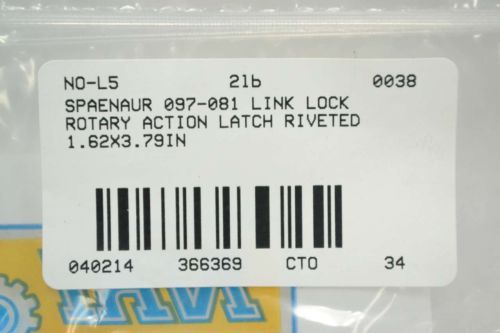 NO-L5 2lb 0038
SPAENAUR 097-081 LINK LOCK
ROTARY ACTION LATCH RIVETED
1.62X3.79IN
040214 366369 CTO 34